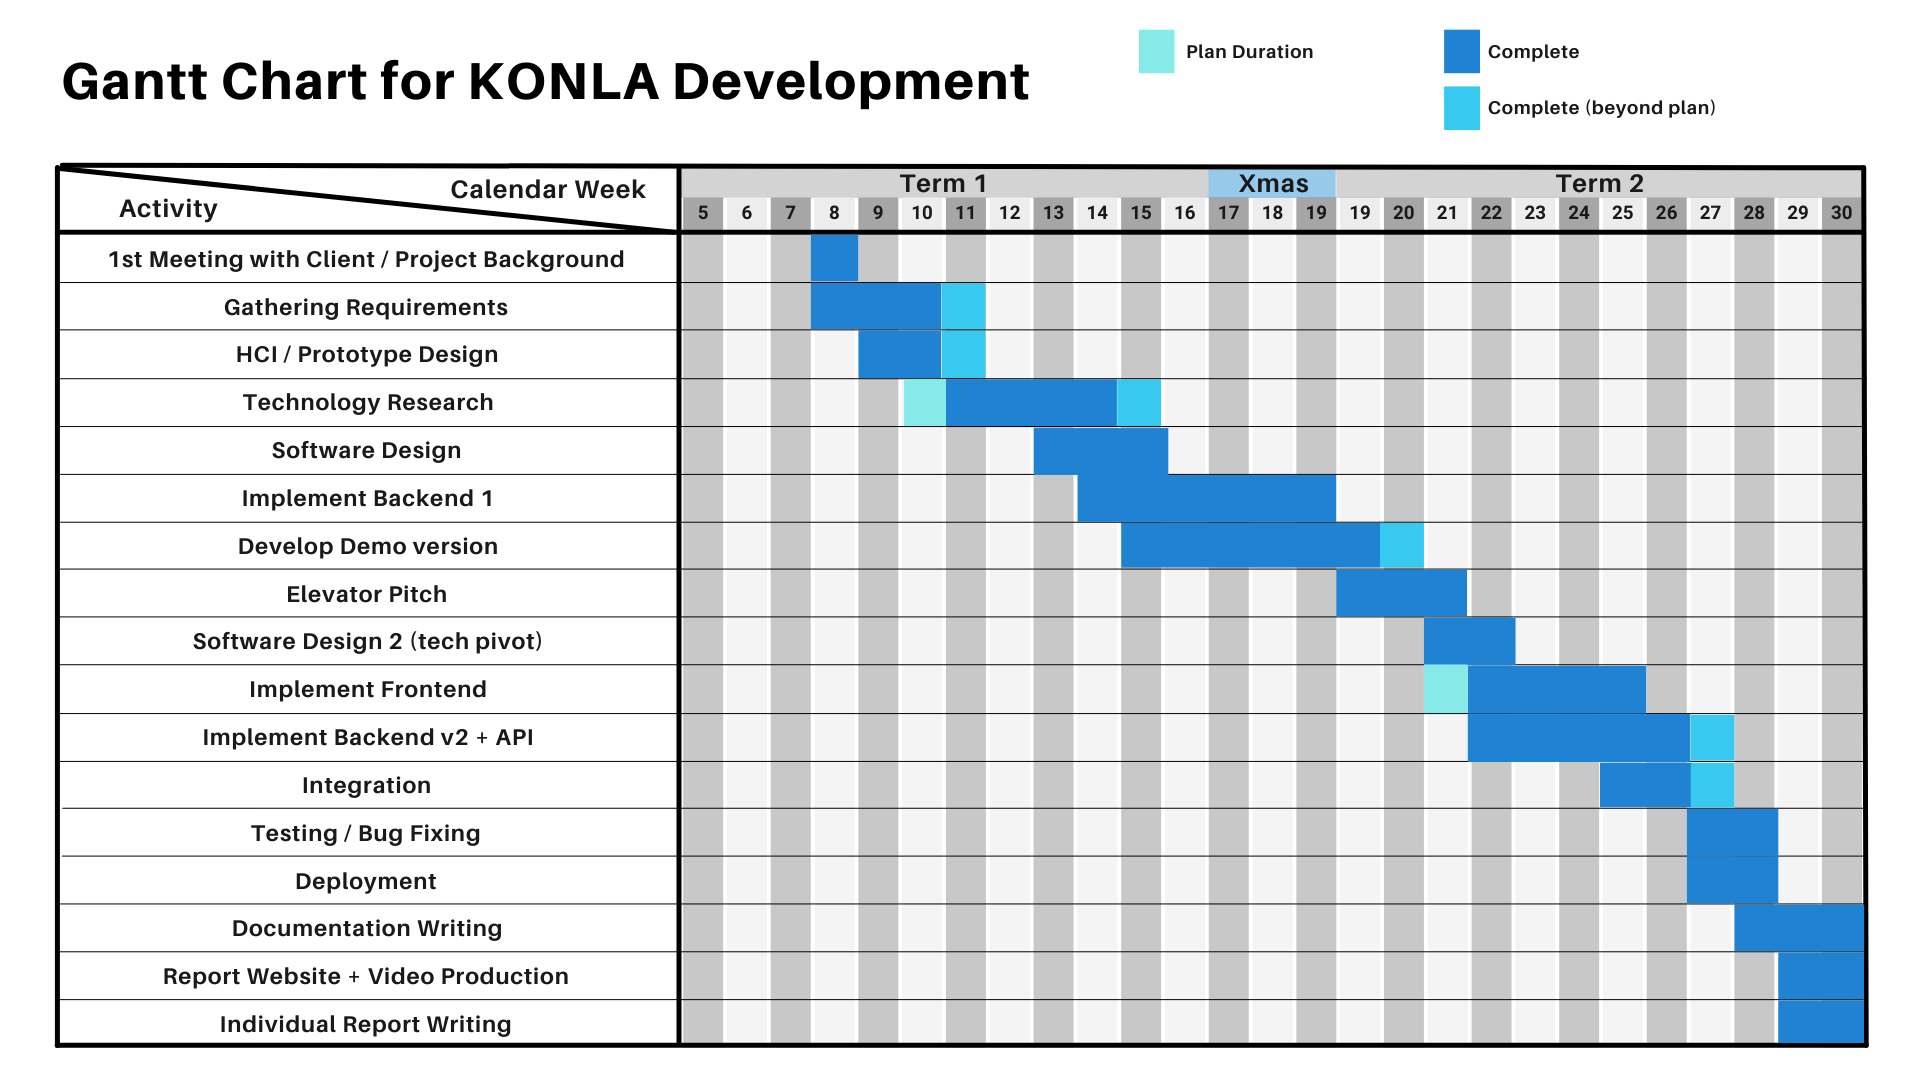 Gantt Chart for KONLA Development
Plan Duration
Complete
Complete (beyond plan)
Calendar Week
Activity
Term 1
Xmas
Term 2
5 6 7 8 9 10 11 12 13 14 15 16 17 18 19 19 20 21 22 23 24 25 26 27 28 29 30
1st Meeting with Client / Project Background
Gathering Requirements
HCI / Prototype Design
Technology Research
Software Design
Implement Backend 1
Develop Demo version
Elevator Pitch
Software Design 2 (tech pivot)
Implement Frontend
Implement Backend v2 + API
Integration
Testing / Bug Fixing
Deployment
Documentation Writing
Report Website + Video Production
Individual Report Writing